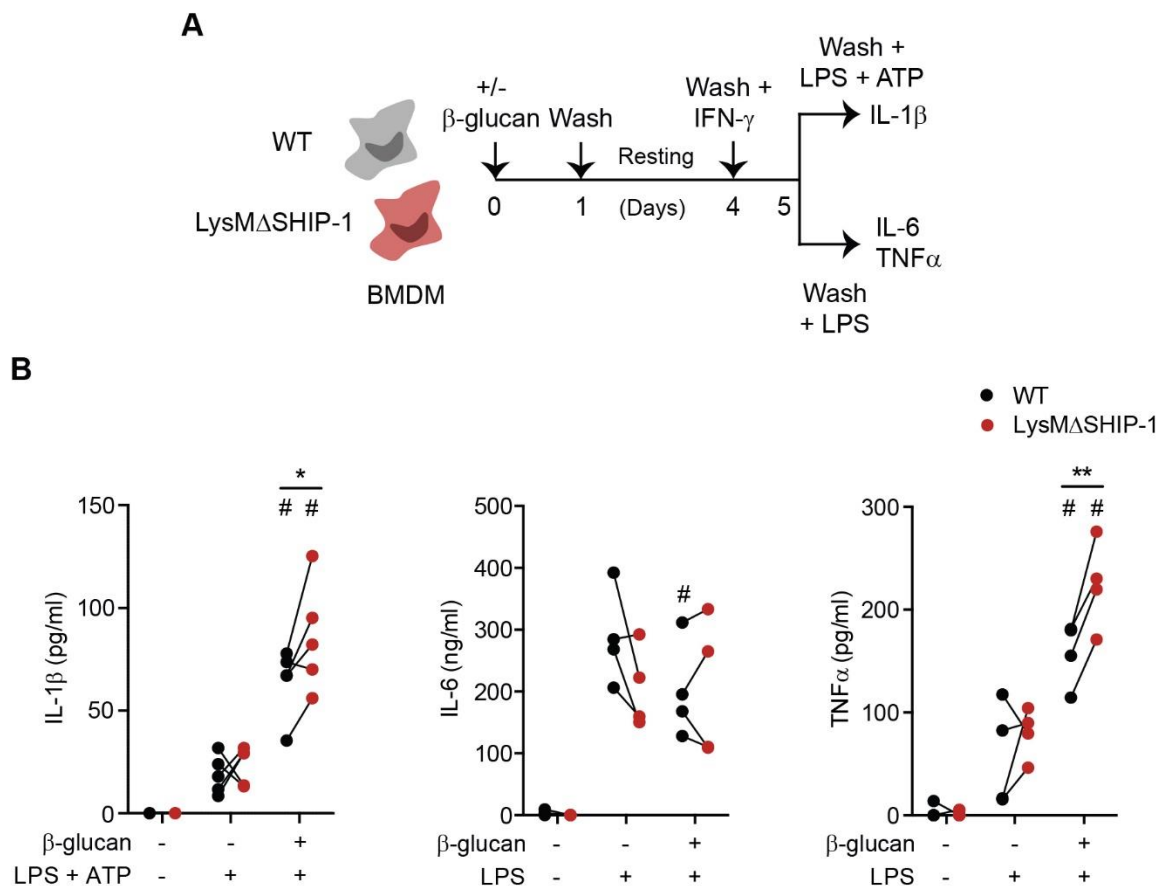 A
WT
LysMΔSHIP-1
BMDM
+/-
β-glucan
Wash
Wash +
IFN-γ
Wash +
LPS + ATP
IL-1β
Resting
0
1
(Days)
4
5
IL-6
TNFα
Wash
+ LPS
B
WT
LysMΔSHIP-1
IL-1β (pg/ml)
150
100
50
0
*
# #
β-glucan - - +
LPS + ATP - + +
IL-6 (ng/ml)
500
400
300
200
100
0
#
β-glucan - - +
LPS - + +
TNFα (pg/ml)
300
200
100
0
**
# #
β-glucan - - +
LPS - + +